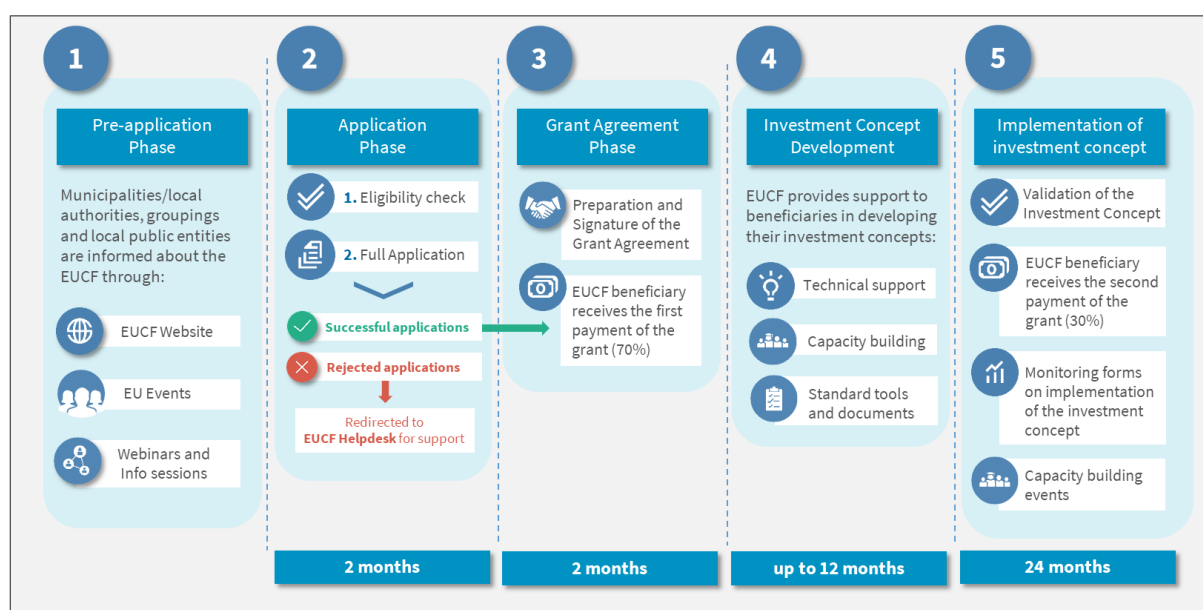 1
Pre-application
Phase
Municipalities/local
authorities, groupings
and local public entities
are informed about the
EUCF through:
EUCF Website
EU Events
Webinars and
Info sessions
2
Application
Phase
1. Eligibility check
2. Full Application
Successful applications
Rejected applications
Redirected to
EUCF Helpdesk for support
2 months
3
Grant Agreement
Phase
Preparation and
Signature of the
Grant Agreement
EUCF beneficiary
receives the first
payment of the
grant (70%)
2 months
4
Investment Concept
Development
EUCF provides support to
beneficiaries in developing
their investment concepts:
Technical support
Capacity building
Standard tools
and documents
up to 12 months
5
Implementation of
investment concept
Validation of the
Investment Concept
EUCF beneficiary
receives the second
payment of the
grant (30%)
Monitoring forms
on implementation
of the investment
concept
Capacity building
events
24 months